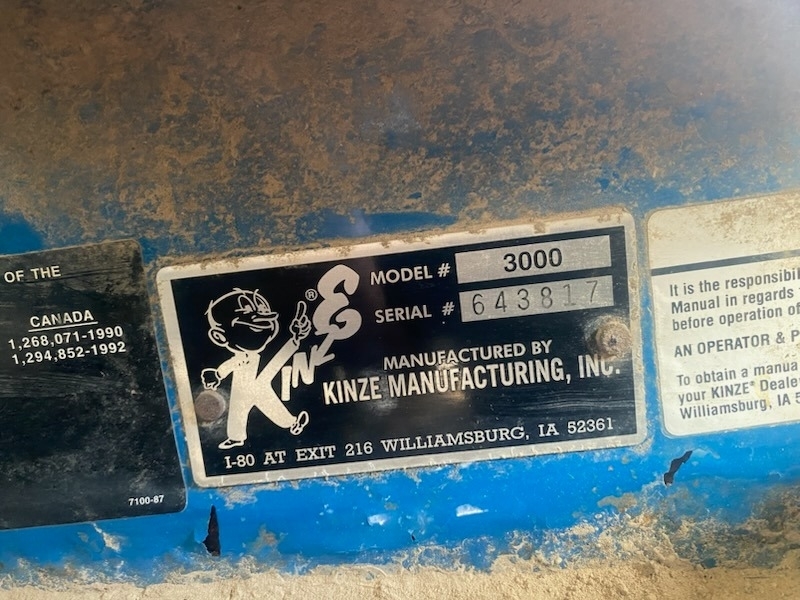 OF THE
CANADA
1,268,071-1990
1,294,852-1992
7100-87
KINZE®
MODEL # 3000
SERIAL # 643817
MANUFACTURED BY
KINZE MANUFACTURING, INC.
I-80 AT EXIT 216 WILLIAMSBURG, IA 52361
It is the responsibil
Manual in regards
before operation of
AN OPERATOR & P
To obtain a manua
your KINZE® Deale
Williamsburg, IA 5